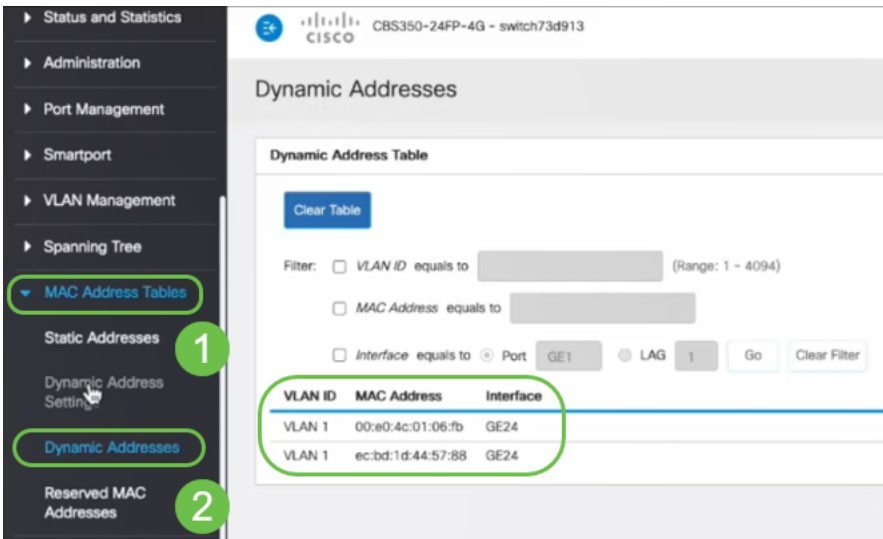 Status and Statistics
Administration
Port Management
Smartport
VLAN Management
Spanning Tree
MAC Address Tables
Static Addresses
1
Dynamic Address
Settings
Dynamic Addresses
Reserved MAC
Addresses
2
CISCO
CBS350-24FP-4G - switch73d913
Dynamic Addresses
Dynamic Address Table
Clear Table
Filter: VLAN ID equals to (Range: 1 - 4094)
MAC Address equals to
Interface equals to Port GE1 LAG 1 Go Clear Filter
VLAN ID MAC Address Interface
VLAN 1 00:e0:4c:01:06:fb GE24
VLAN 1 ec:bd:1d:44:57:88 GE24